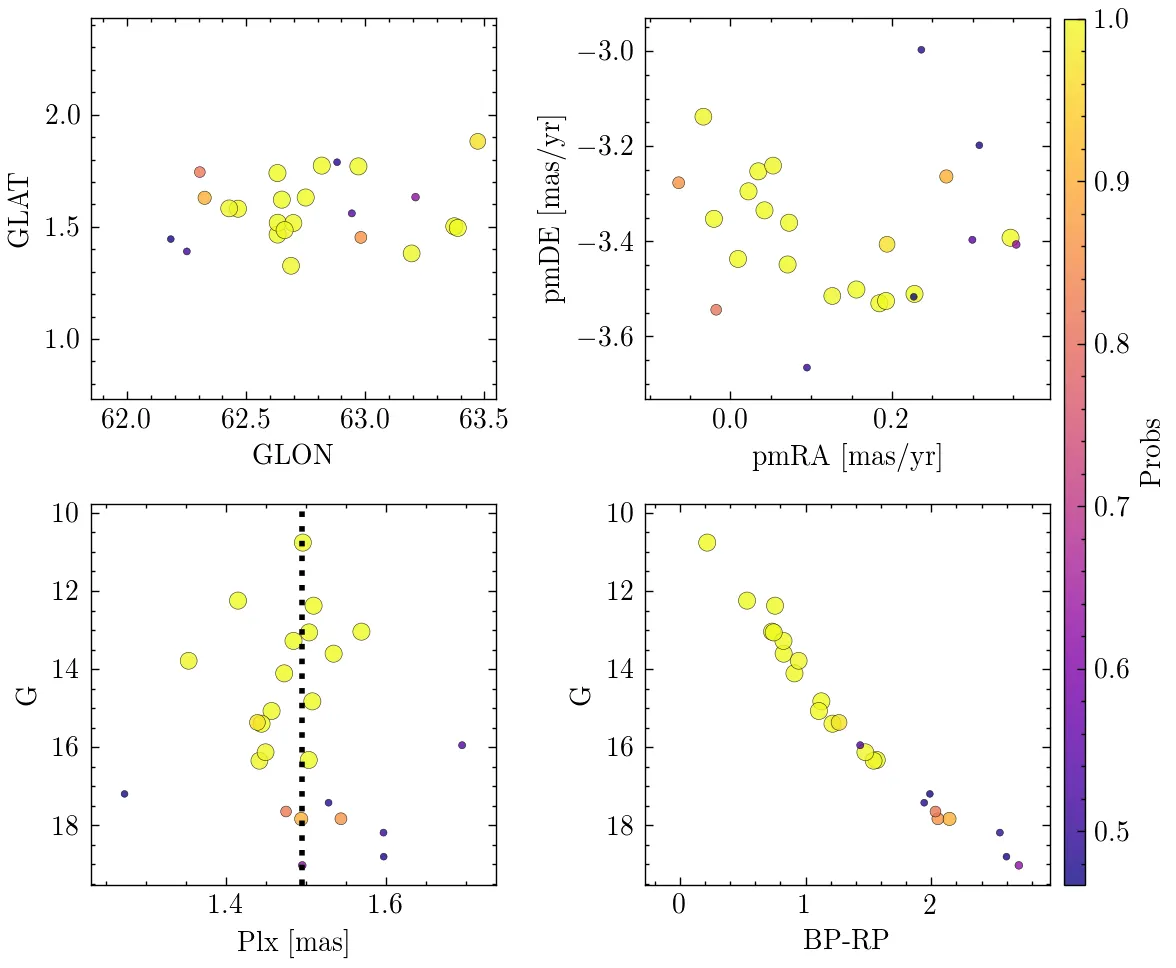 2.0
1.5
1.0
GLAT
62.0 62.5 63.0 63.5
GLON
−3.0
−3.2
−3.4
−3.6
pmDE [mas/yr]
0.0 0.2
pmRA [mas/yr]
10
12
14
16
18
G
1.4 1.6
Plx [mas]
10
12
14
16
18
G
0 1 2
BP-RP
1.0
0.9
0.8
0.7
0.6
0.5
Probs